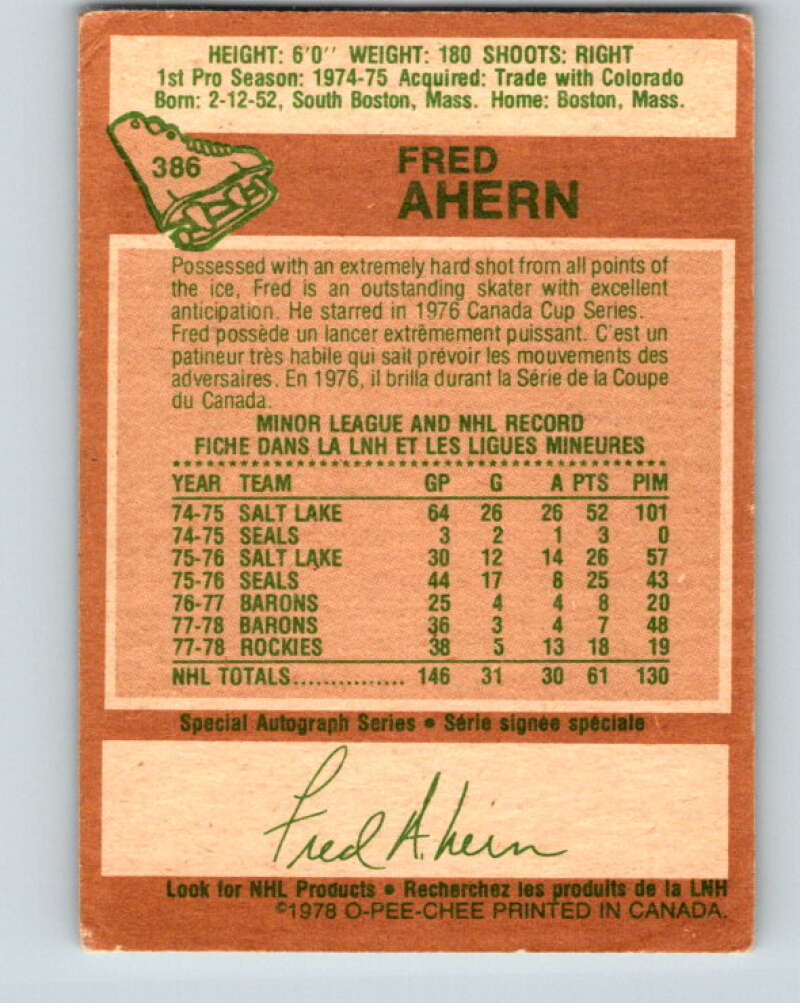 HEIGHT: 6'0'' WEIGHT: 180 SHOOTS: RIGHT
1st Pro Season: 1974-75 Acquired: Trade with Colorado
Born: 2-12-52, South Boston, Mass. Home: Boston, Mass.
386
FRED
AHERN
Possessed with an extremely hard shot from all points of
the ice, Fred is an outstanding skater with excellent
anticipation. He starred in 1976 Canada Cup Series.
Fred possède un lancer extrêmement puissant. C'est un
patineur très habile qui sait prévoir les mouvements des
adversaires. En 1976, il brilla durant la Série de la Coupe
du Canada.
MINOR LEAGUE AND NHL RECORD
FICHE DANS LA LNH ET LES LIGUES MINEURES
YEAR TEAM GP G A PTS PIM
74-75 SALT LAKE 64 26 26 52 101
74-75 SEALS 3 2 1 3 0
75-76 SALT LAKE 30 12 14 26 57
75-76 SEALS 44 17 8 25 43
76-77 BARONS 25 4 4 8 20
77-78 BARONS 36 3 4 7 48
77-78 ROCKIES 38 5 13 18 19
NHL TOTALS............... 146 31 30 61 130
Special Autograph Series • Série signée spéciale
Fred Ahern
Look for NHL Products • Recherchez les produits de la LNH
©1978 O-PEE-CHEE PRINTED IN CANADA.